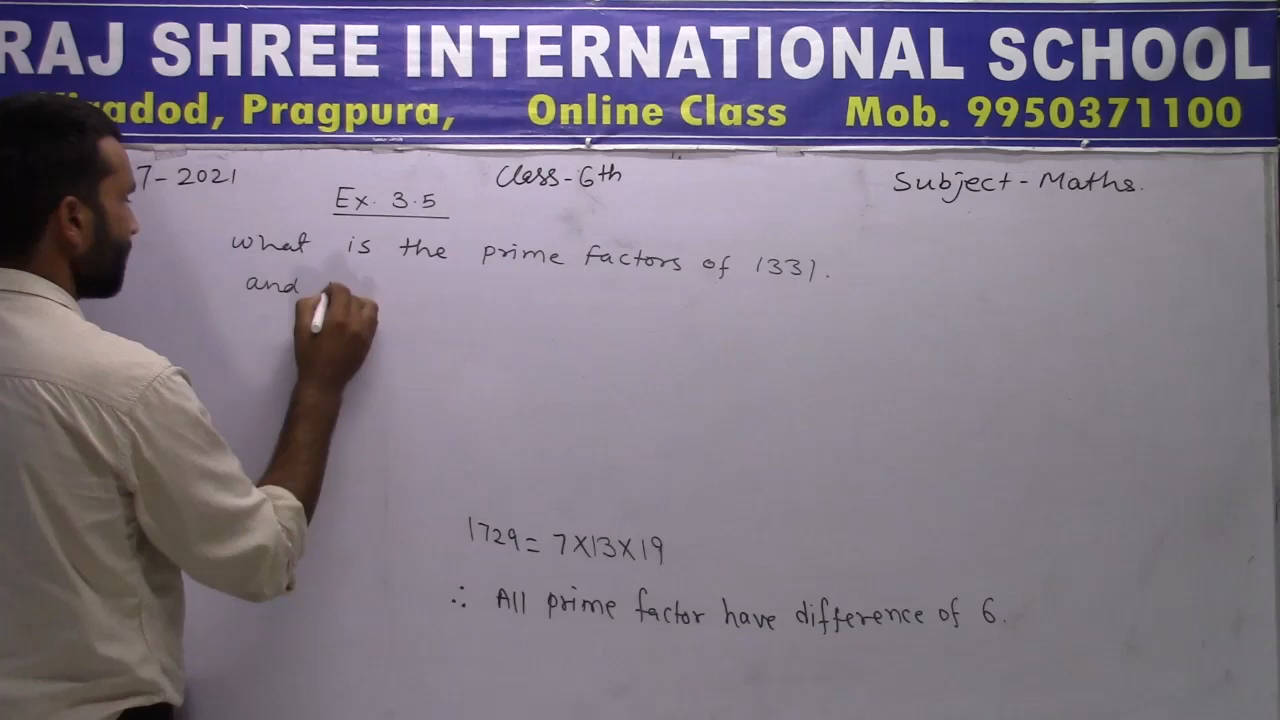 RAJ SHREE INTERNATIONAL SCHOOL
Pragpura, Online Class Mob. 9950371100
7-2021 Class-6th Subject-Maths.
Ex. 3.5
What is the prime factors of 1331.
and
1729 = 7×13×19
∴ All prime factor have difference of 6.